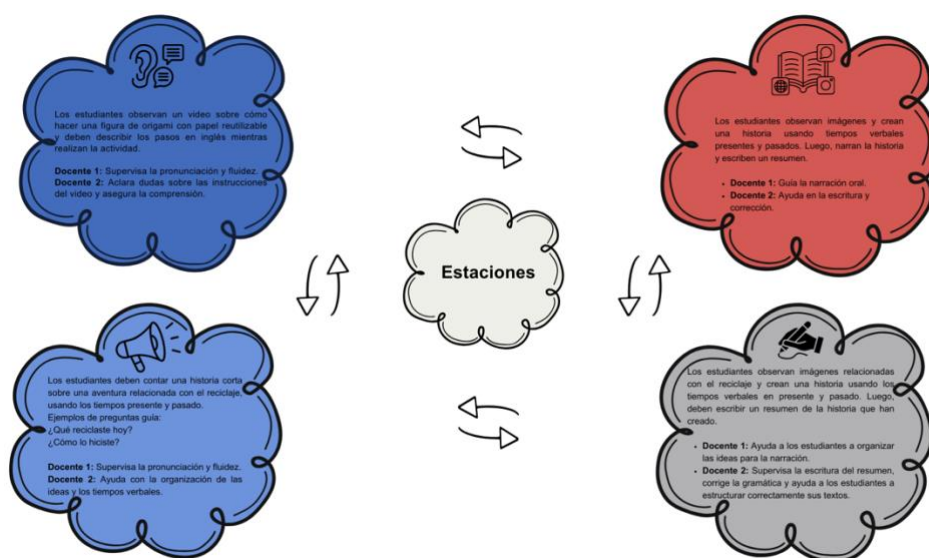 Los estudiantes observan un video sobre cómo
hacer una figura de origami con papel reutilizable
y deben describir los pasos en inglés mientras
realizan la actividad.
Docente 1: Supervisa la pronunciación y fluidez.
Docente 2: Aclara dudas sobre las instrucciones
del video y asegura la comprensión.
Los estudiantes observan imágenes y crean
una historia usando tiempos verbales
presentes y pasados. Luego, narran la historia
y escriben un resumen.
• Docente 1: Guía la narración oral.
• Docente 2: Ayuda en la escritura y
corrección.
Estaciones
Los estudiantes deben contar una historia corta
sobre una aventura relacionada con el reciclaje,
usando los tiempos presente y pasado.
Ejemplos de preguntas guía:
¿Qué reciclaste hoy?
¿Cómo lo hiciste?
Docente 1: Supervisa la pronunciación y fluidez.
Docente 2: Ayuda con la organización de las
ideas y los tiempos verbales.
Los estudiantes observan imágenes relacionadas
con el reciclaje y crean una historia usando los
tiempos verbales en presente y pasado. Luego,
deben escribir un resumen de la historia que han
creado.
• Docente 1: Ayuda a los estudiantes a organizar
las ideas para la narración.
• Docente 2: Supervisa la escritura del resumen,
corrige la gramática y ayuda a los estudiantes a
estructurar correctamente sus textos.